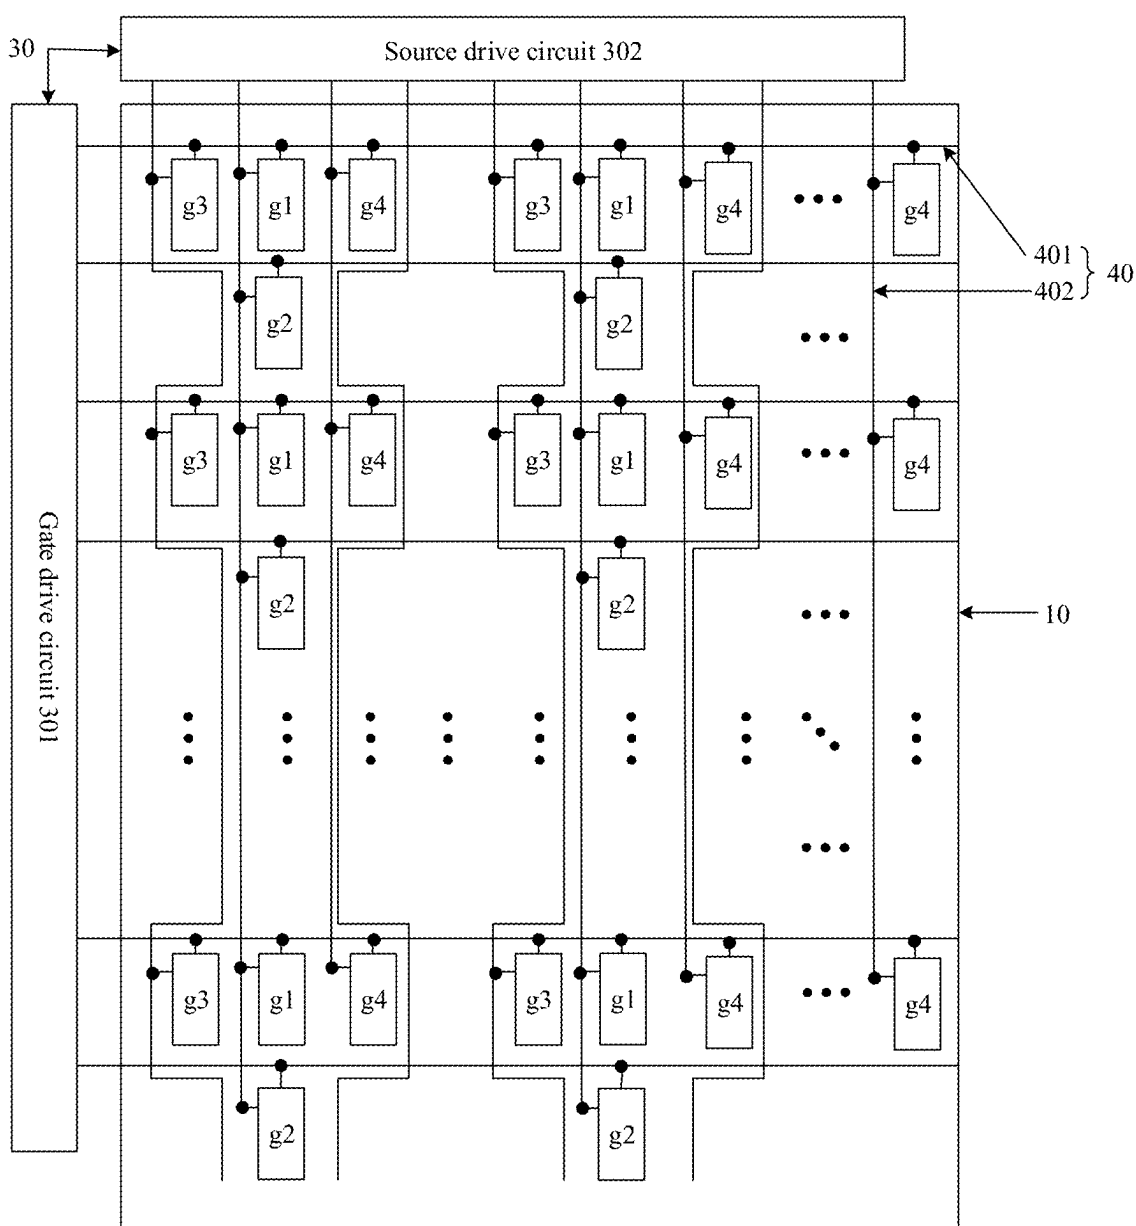 30
Source drive circuit 302
g3 g1 g4 g3 g1 g4 g4
401
402
40
g2 g2
g3 g1 g4 g3 g1 g4 g4
Gate drive circuit 301
g2 g2
10
g3 g1 g4 g3 g1 g4 g4
g2 g2